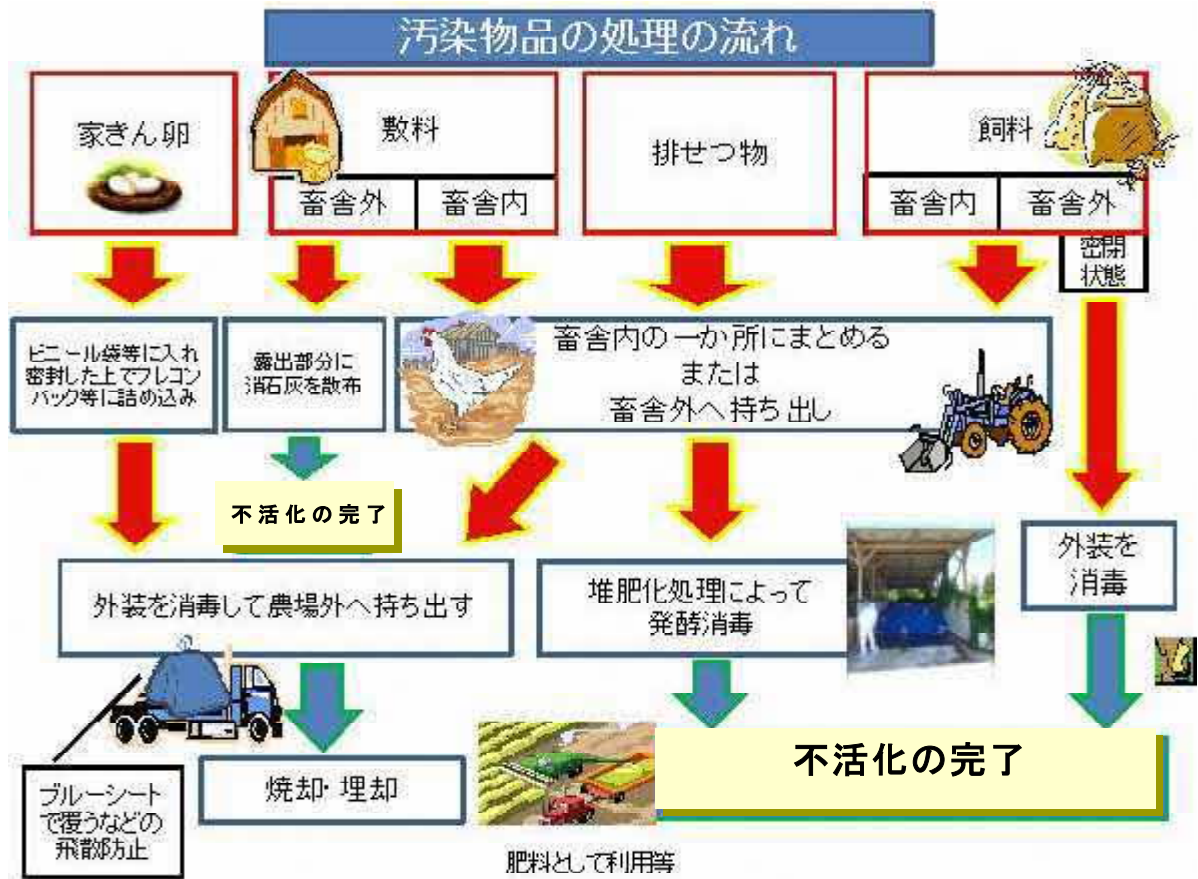 汚染物品の処理の流れ
家きん卵
敷料
畜舎外
畜舎内
排せつ物
飼料
畜舎内
畜舎外
密閉
状態
ビニール袋等に入れ
密封した上でフレコン
バック等に詰め込み
露出部分に
消石灰を散布
畜舎内の一か所にまとめる
または
畜舎外へ持ち出し
不活化の完了
外装を消毒して農場外へ持ち出す
堆肥化処理によって
発酵消毒
外装を
消毒
ブルーシート
で覆うなどの
飛散防止
焼却・埋却
不活化の完了
肥料として利用等